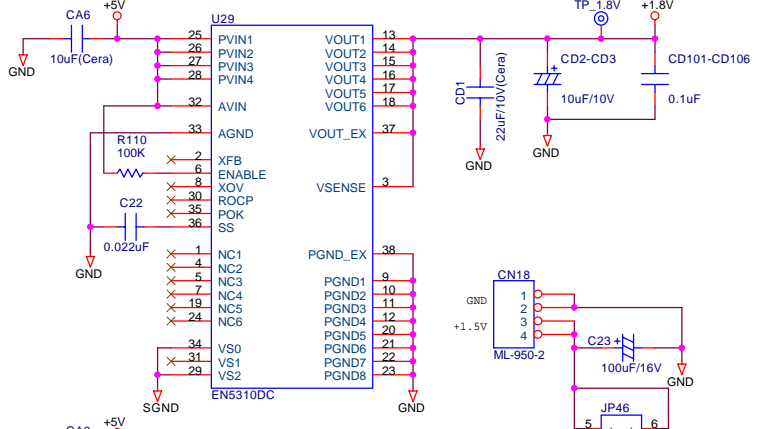 CA6
+5V
10uF(Cera)
GND
U29
TP_1.8V
+1.8V
25 PVIN1 VOUT1 13
26 PVIN2 VOUT2 14
27 PVIN3 VOUT3 15
28 PVIN4 VOUT4 16
VOUT5 17
32 AVIN VOUT6 18
CD1
22uF/10V(Cera)
CD2-CD3
10uF/10V
CD101-CD106
0.1uF
GND
GND
33 AGND VOUT_EX 37
R110
100K
2 XFB
6 ENABLE
8 XOV VSENSE 3
30 ROCP
35 POK
36 SS
C22
0.022uF
GND
1 NC1 PGND_EX 38
4 NC2
5 NC3 PGND1 9
7 NC4 PGND2 10
19 NC5 PGND3 11
24 NC6 PGND4 12
PGND5 20
34 VS0 PGND6 21
31 VS1 PGND7 22
29 VS2 PGND8 23
EN5310DC
SGND
GND
CN18
GND
+1.5V
1
2
3
4
ML-950-2
C23 +
100uF/16V
GND
JP46
5 6
+5V